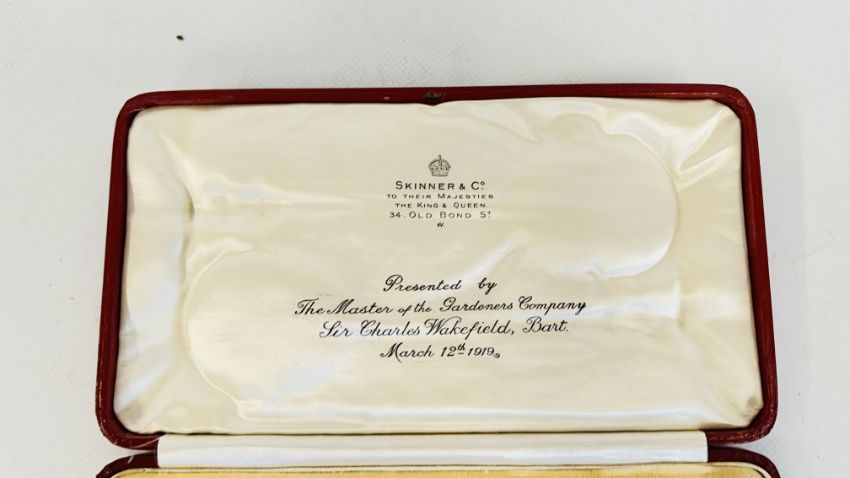 SKINNER & Co.
TO THEIR MAJESTIES
THE KING & QUEEN.
34. OLD BOND ST
W.
Presented by
The Master of the Gardeners Company
Sir Charles Wakefield, Bart.
March 12th 1919.